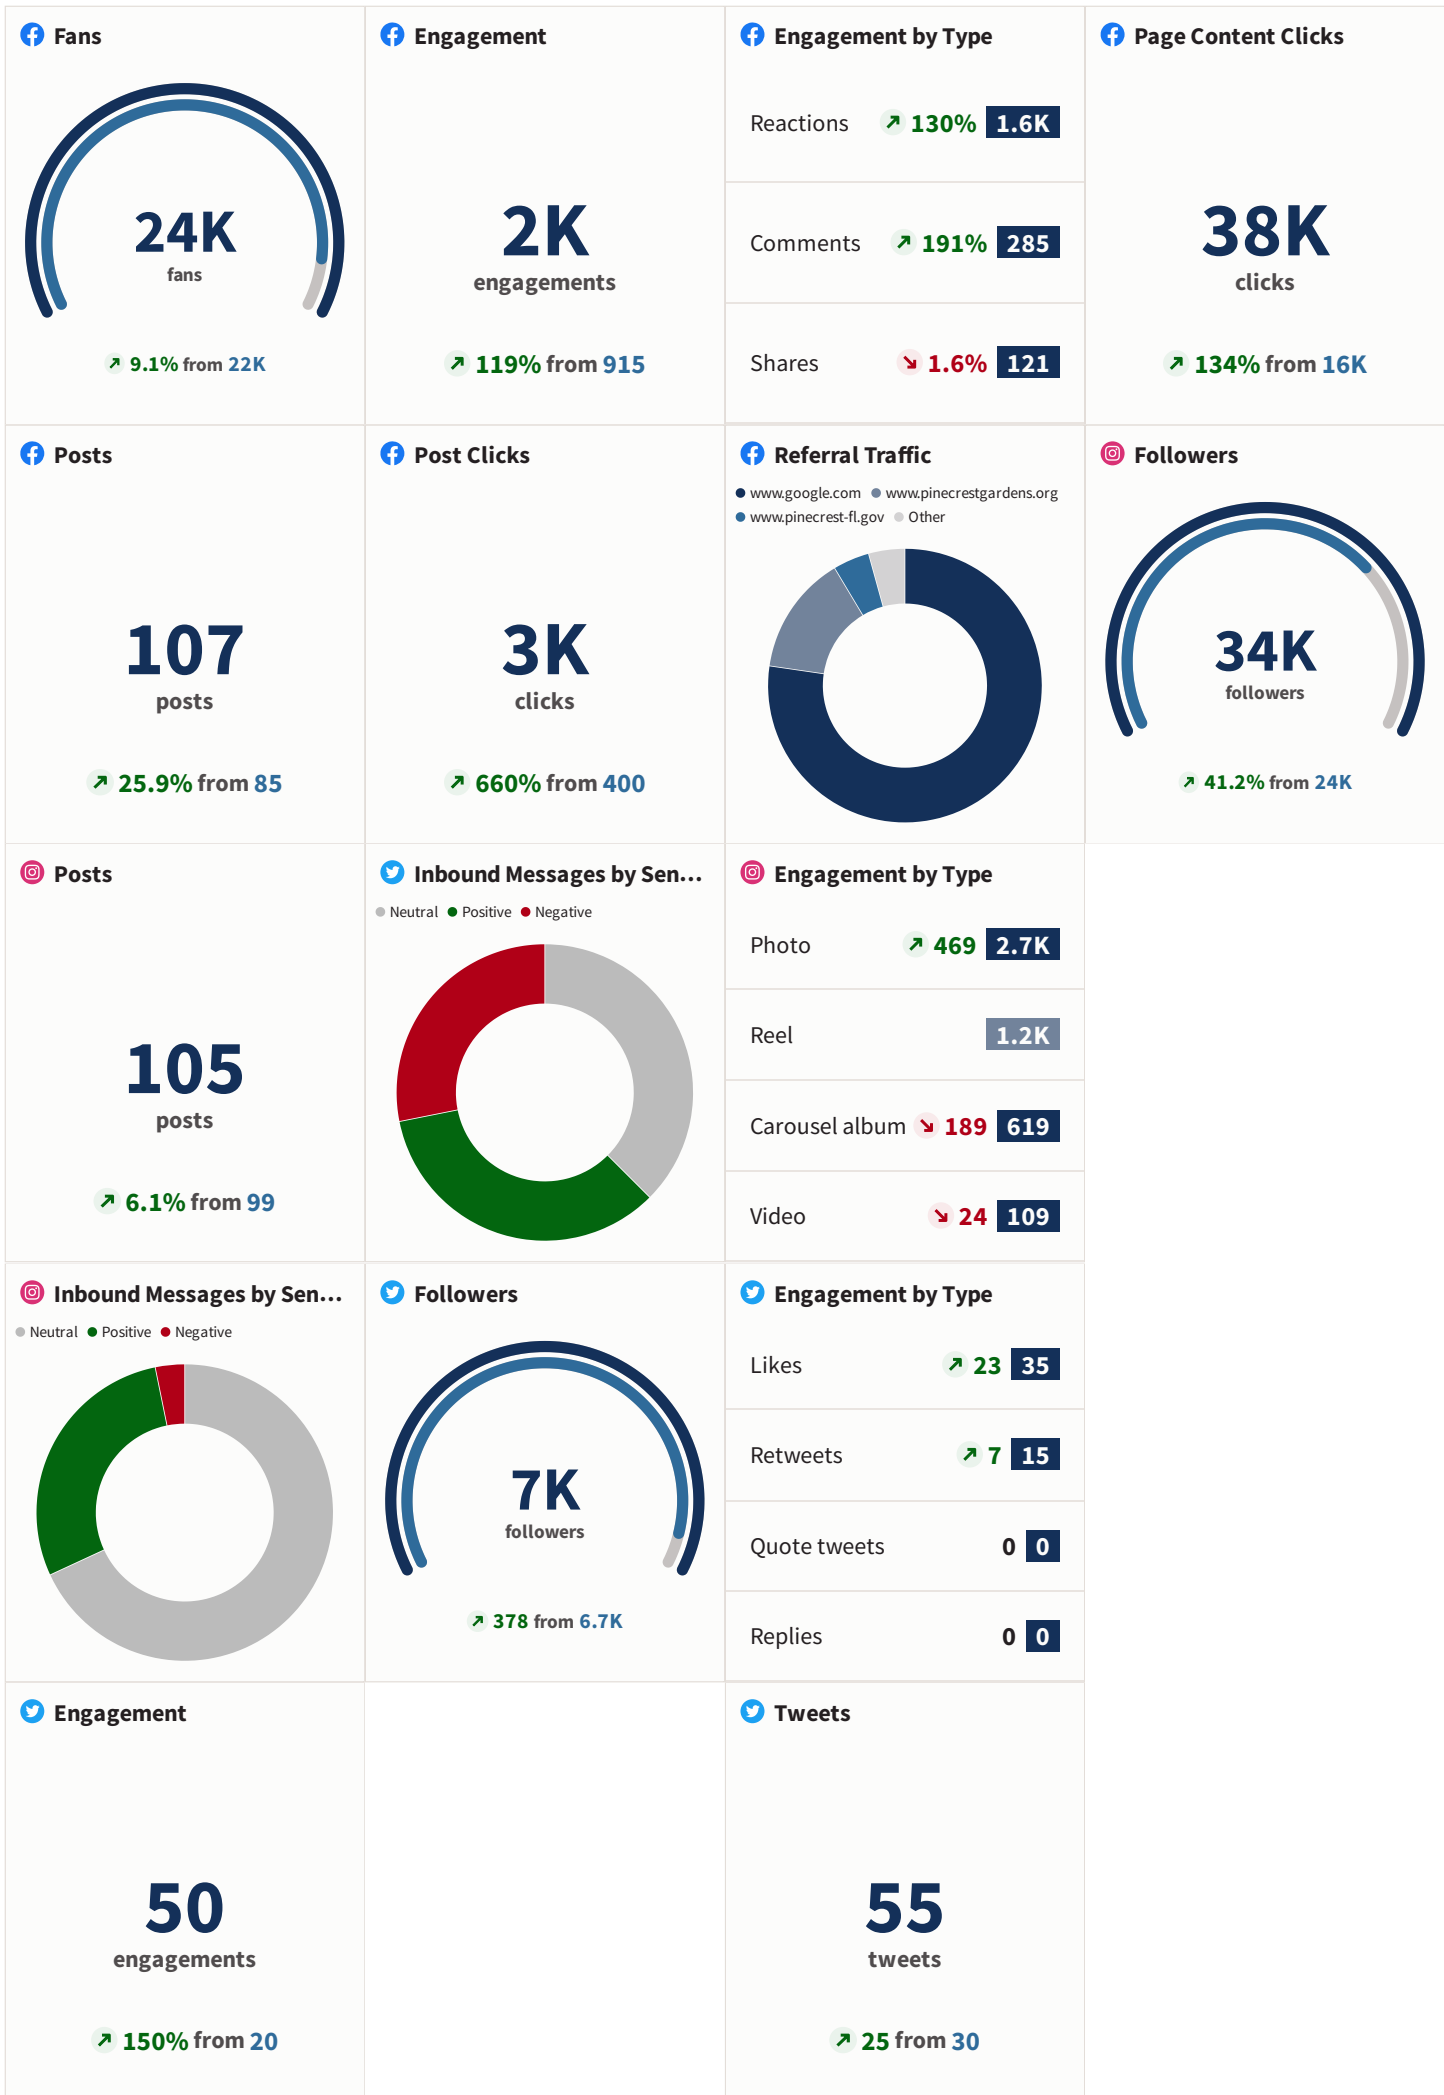 Fans
24K
fans
9.1% from 22K
Engagement
2K
engagements
119% from 915
Engagement by Type
Reactions 130% 1.6K
Comments 191% 285
Shares 1.6% 121
Page Content Clicks
38K
clicks
134% from 16K
Posts
107
posts
25.9% from 85
Post Clicks
3K
clicks
660% from 400
Referral Traffic
www.google.com www.pinecrestgardens.org
www.pinecrest-fl.gov Other
Followers
34K
followers
41.2% from 24K
Posts
105
posts
6.1% from 99
Inbound Messages by Sen...
Neutral Positive Negative
Engagement by Type
Photo 469 2.7K
Reel 1.2K
Carousel album 189 619
Video 24 109
Inbound Messages by Sen...
Neutral Positive Negative
Followers
7K
followers
378 from 6.7K
Engagement by Type
Likes 23 35
Retweets 7 15
Quote tweets 0 0
Replies 0 0
Engagement
50
engagements
150% from 20
Tweets
55
tweets
25 from 30